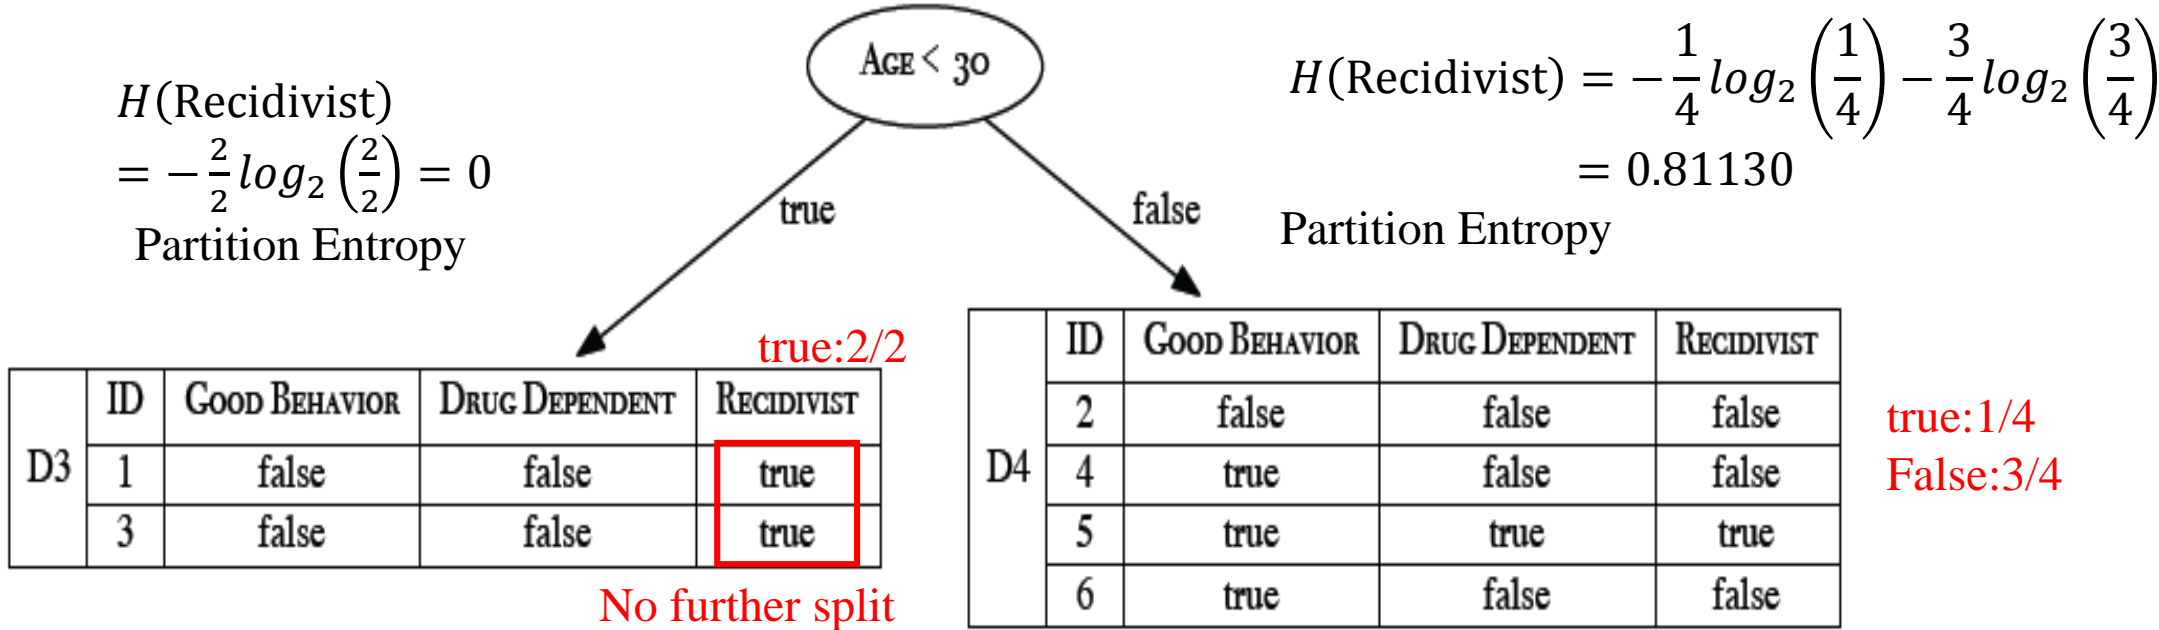 AGE < 30
H(Recidivist)
= −2/2 log₂(2/2) = 0
Partition Entropy
H(Recidivist) = −1/4 log₂(1/4) − 3/4 log₂(3/4)
= 0.81130
Partition Entropy
true
false
true:2/2
D3
ID GOOD BEHAVIOR DRUG DEPENDENT RECIDIVIST
1 false false true
3 false false true
No further split
D4
ID GOOD BEHAVIOR DRUG DEPENDENT RECIDIVIST
2 false false false
4 true false false
5 true true true
6 true false false
true:1/4
False:3/4